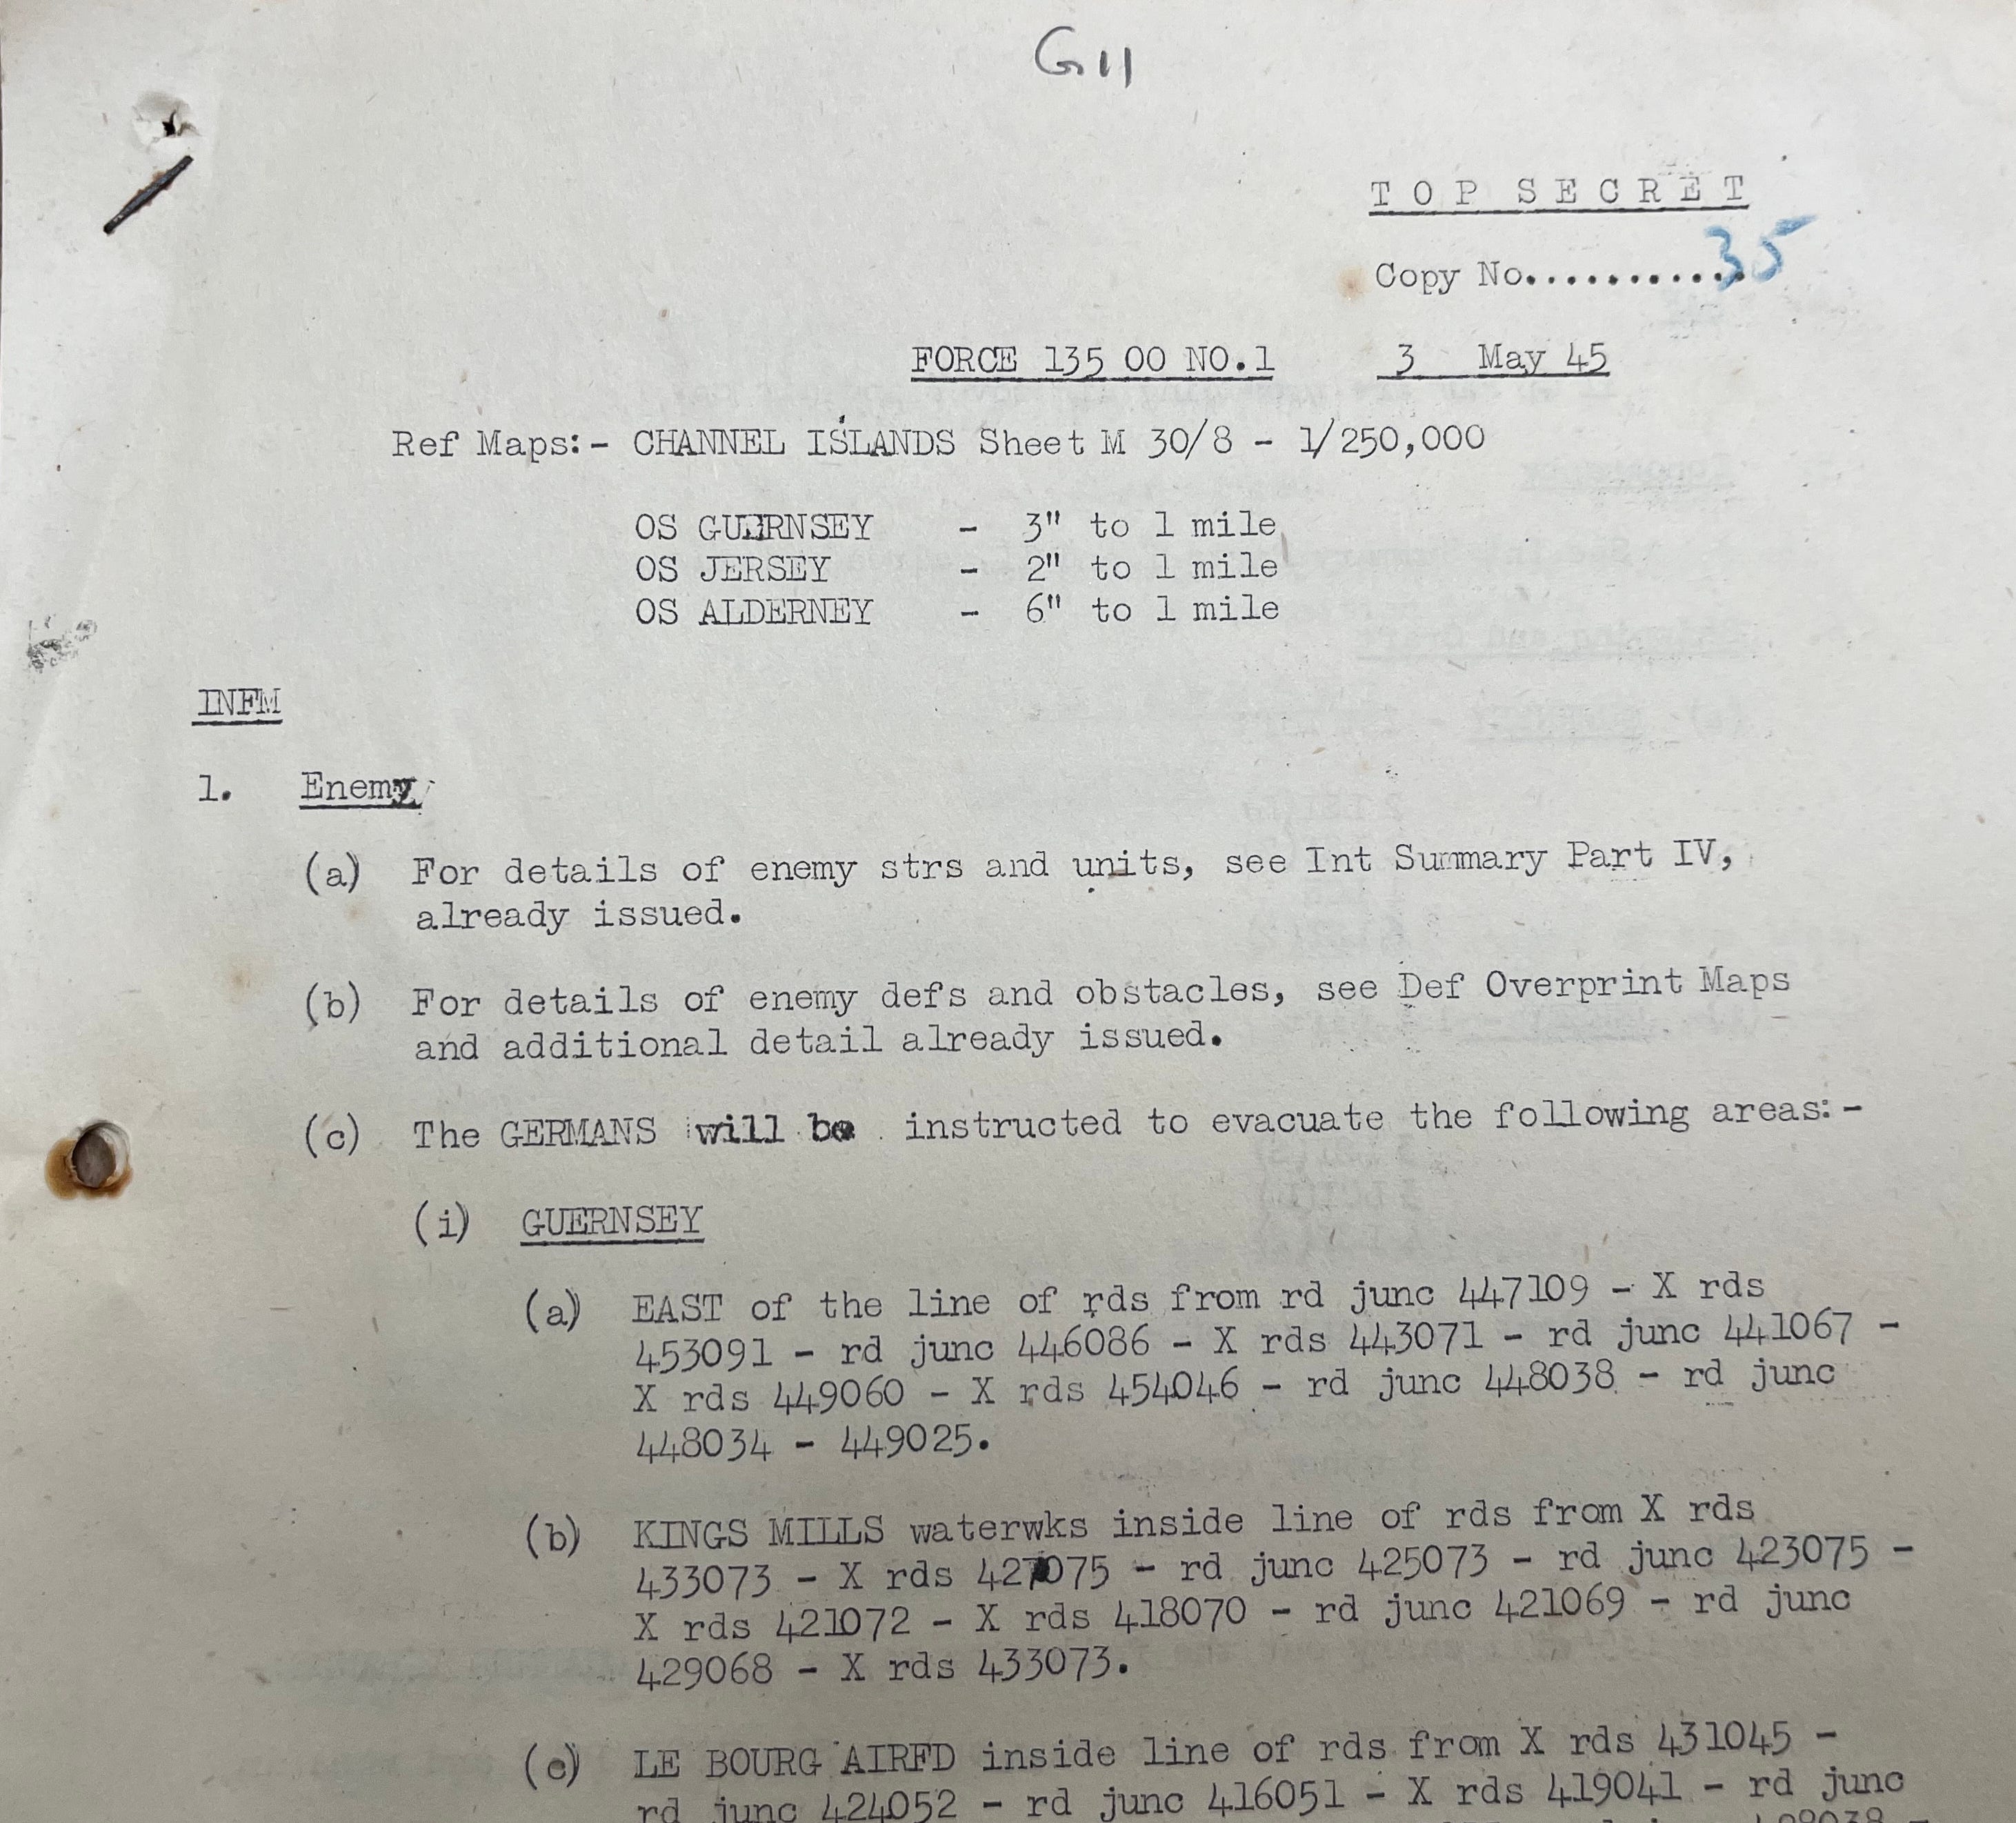 G11
TOP SECRET
Copy No...........35
FORCE 135 OO NO.1 3 May 45
Ref Maps:- CHANNEL ISLANDS Sheet M 30/8 - 1/250,000
OS GUERNSEY - 3" to 1 mile
OS JERSEY - 2" to 1 mile
OS ALDERNEY - 6" to 1 mile
INFM
1. Enemy
(a) For details of enemy strs and units, see Int Summary Part IV,
already issued.
(b) For details of enemy defs and obstacles, see Def Overprint Maps
and additional detail already issued.
(c) The GERMANS will be instructed to evacuate the following areas:-
(i) GUERNSEY
(a) EAST of the line of rds from rd junc 447109 - X rds
453091 - rd junc 446086 - X rds 443071 - rd junc 441067 -
X rds 449060 - X rds 454046 - rd junc 448038 - rd junc
448034 - 449025.
(b) KINGS MILLS waterwks inside line of rds from X rds
433073 - X rds 427075 - rd junc 425073 - rd junc 423075 -
X rds 421072 - X rds 418070 - rd junc 421069 - rd junc
429068 - X rds 433073.
(c) LE BOURG AIRFD inside line of rds from X rds 431045 -
rd junc 424052 - rd junc 416051 - X rds 419041 - rd junc